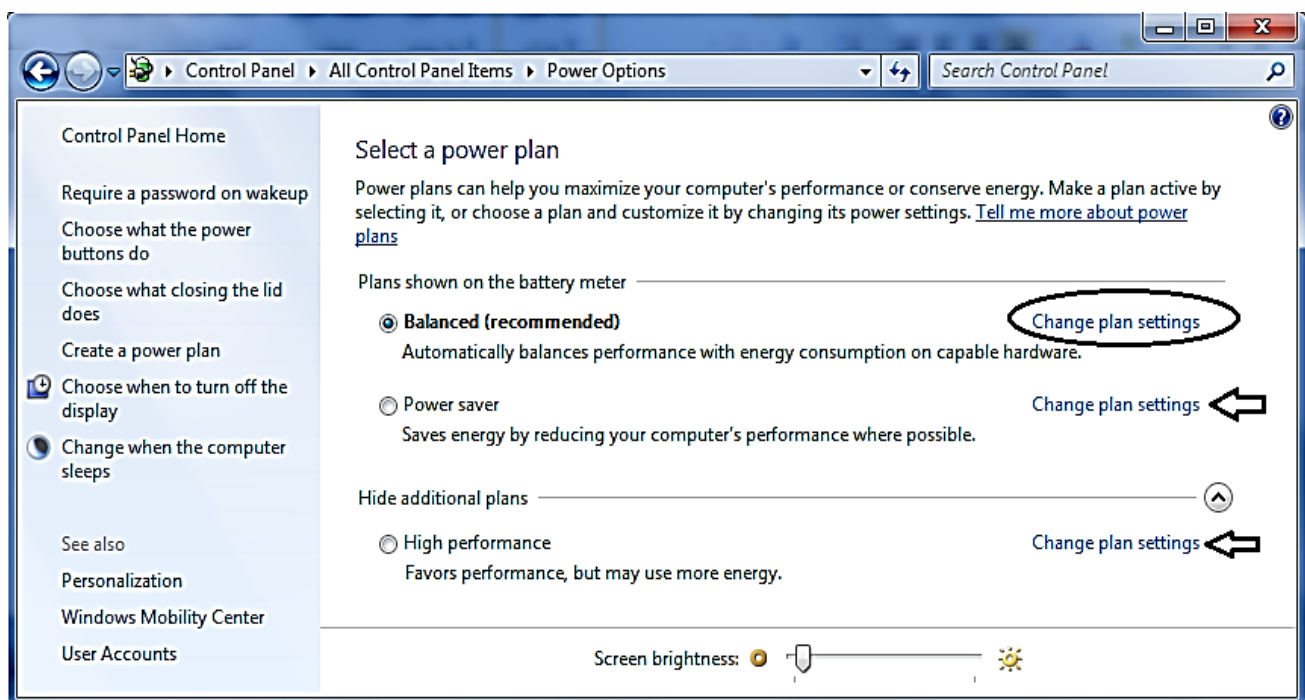 Control Panel ▸ All Control Panel Items ▸ Power Options
Search Control Panel
Control Panel Home
Require a password on wakeup
Choose what the power
buttons do
Choose what closing the lid
does
Create a power plan
Choose when to turn off the
display
Change when the computer
sleeps
See also
Personalization
Windows Mobility Center
User Accounts
Select a power plan
Power plans can help you maximize your computer's performance or conserve energy. Make a plan active by
selecting it, or choose a plan and customize it by changing its power settings. Tell me more about power
plans
Plans shown on the battery meter
Balanced (recommended) Change plan settings
Automatically balances performance with energy consumption on capable hardware.
Power saver Change plan settings
Saves energy by reducing your computer's performance where possible.
Hide additional plans
High performance Change plan settings
Favors performance, but may use more energy.
Screen brightness: